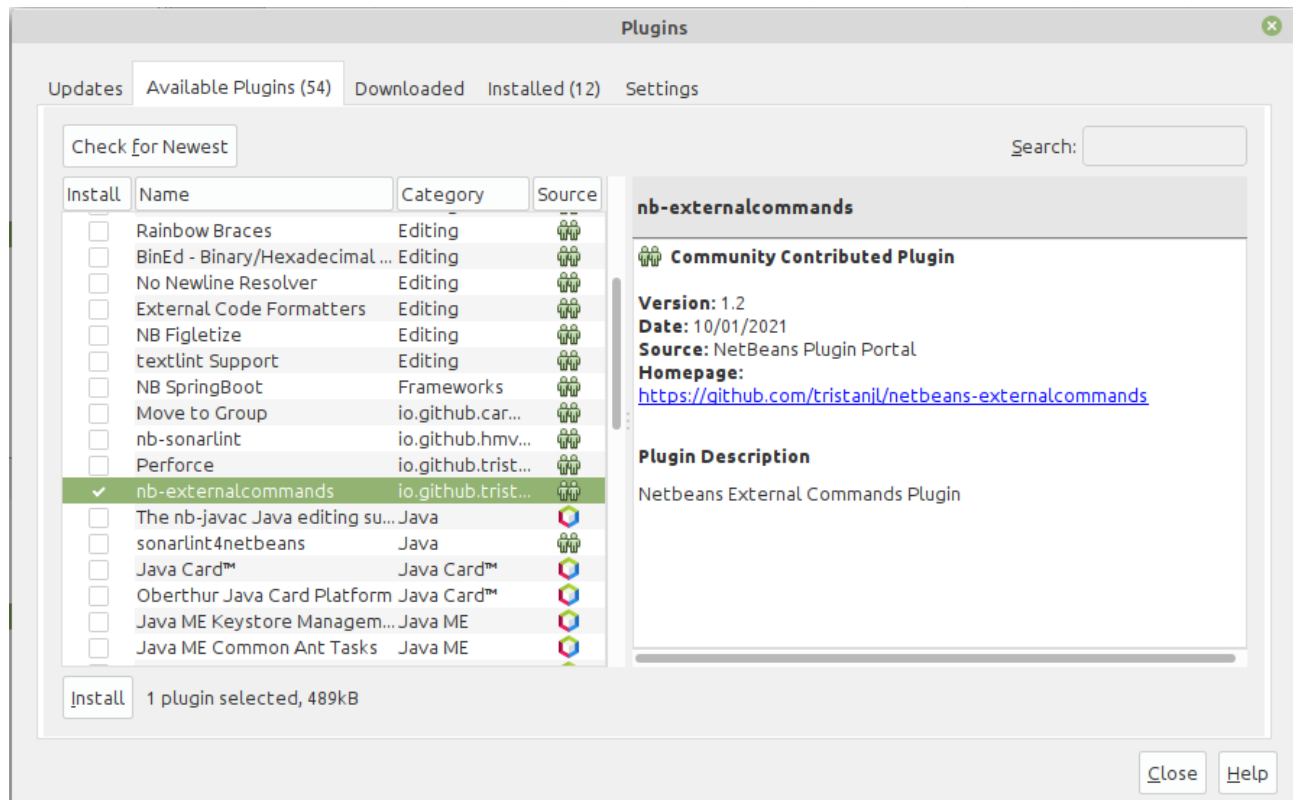 Plugins
Updates Available Plugins (54) Downloaded Installed (12) Settings
Check for Newest Search:
Install Name Category Source
Rainbow Braces Editing
BinEd - Binary/Hexadecimal ... Editing
No Newline Resolver Editing
External Code Formatters Editing
NB Figletize Editing
textlint Support Editing
NB SpringBoot Frameworks
Move to Group io.github.car...
nb-sonarlint io.github.hmv...
Perforce io.github.trist...
nb-externalcommands io.github.trist...
The nb-javac Java editing su... Java
sonarlint4netbeans Java
Java Card™ Java Card™
Oberthur Java Card Platform Java Card™
Java ME Keystore Managem... Java ME
Java ME Common Ant Tasks Java ME
nb-externalcommands
Community Contributed Plugin
Version: 1.2
Date: 10/01/2021
Source: NetBeans Plugin Portal
Homepage:
https://github.com/tristanjl/netbeans-externalcommands
Plugin Description
Netbeans External Commands Plugin
Install 1 plugin selected, 489kB
Close Help